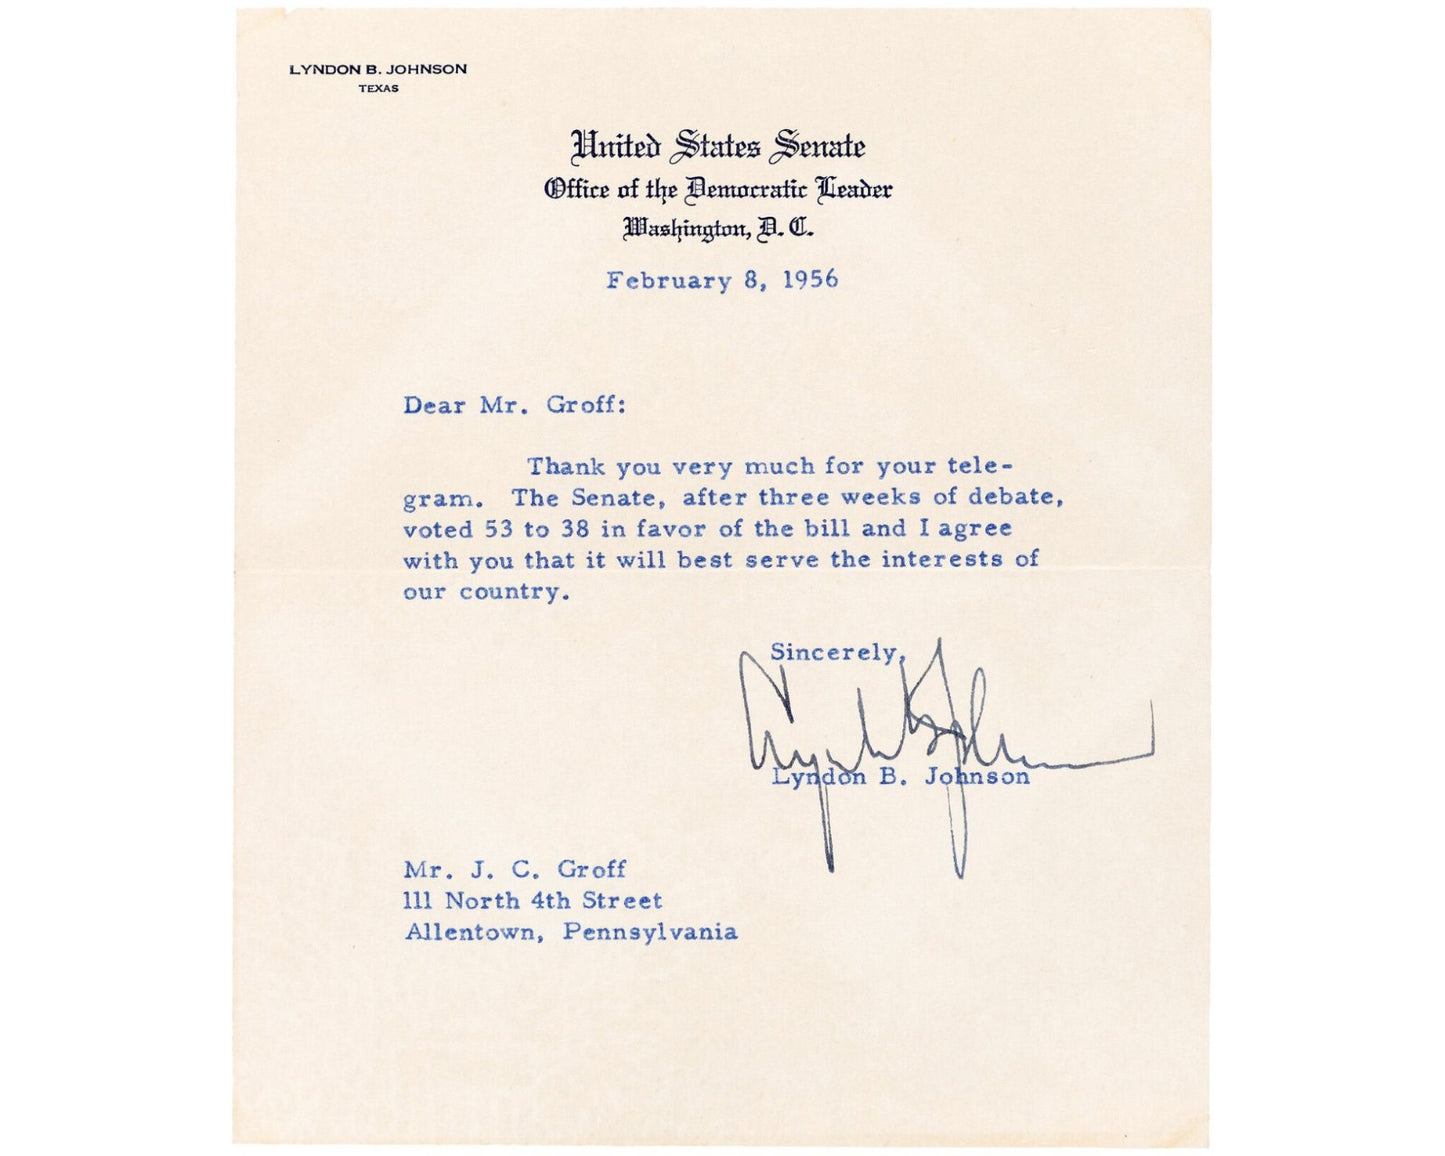 LYNDON B. JOHNSON
TEXAS
United States Senate
Office of the Democratic Leader
Washington, D. C.
February 8, 1956
Dear Mr. Groff:
Thank you very much for your tele-
gram. The Senate, after three weeks of debate,
voted 53 to 38 in favor of the bill and I agree
with you that it will best serve the interests of
our country.
Sincerely,
Lyndon B Johnson
Lyndon B. Johnson
Mr. J. C. Groff
111 North 4th Street
Allentown, Pennsylvania